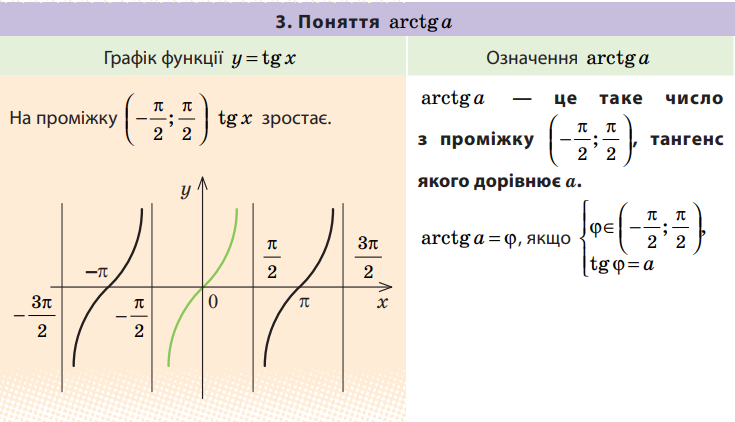 3. Поняття arctg a
Графік функції y = tg x
Означення arctg a
На проміжку (−π/2; π/2) tg x зростає.
y
−π
π/2
3π/2
−3π/2
−π/2
0
π
x
arctg a — це таке число
з проміжку (−π/2; π/2), тангенс
якого дорівнює a.
arctg a = φ, якщо { φ∈(−π/2; π/2),
tg φ = a